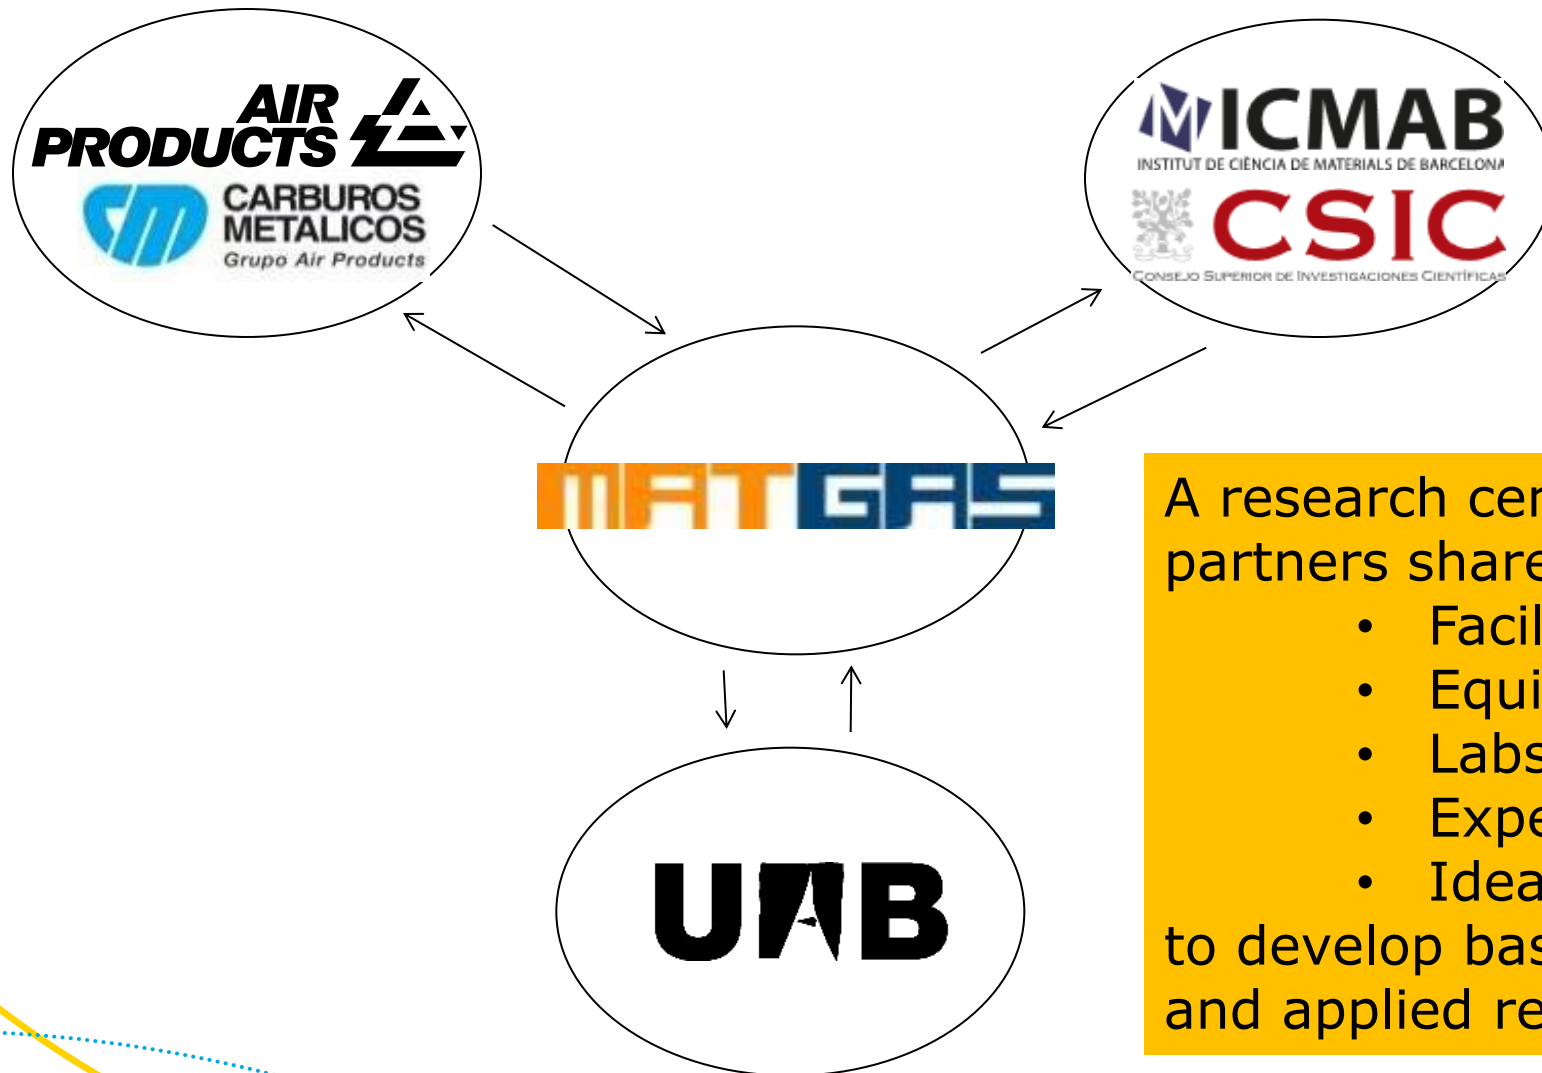 AIR
PRODUCTS
CARBUROS
METALICOS
Grupo Air Products
ICMAB
INSTITUT DE CIÈNCIA DE MATERIALS DE BARCELONA
CSIC
CONSEJO SUPERIOR DE INVESTIGACIONES CIENTÍFICAS
MATGAS
A research cen
partners share
• Facil
• Equi
• Labs
• Expe
• Idea
to develop bas
and applied re
UAB